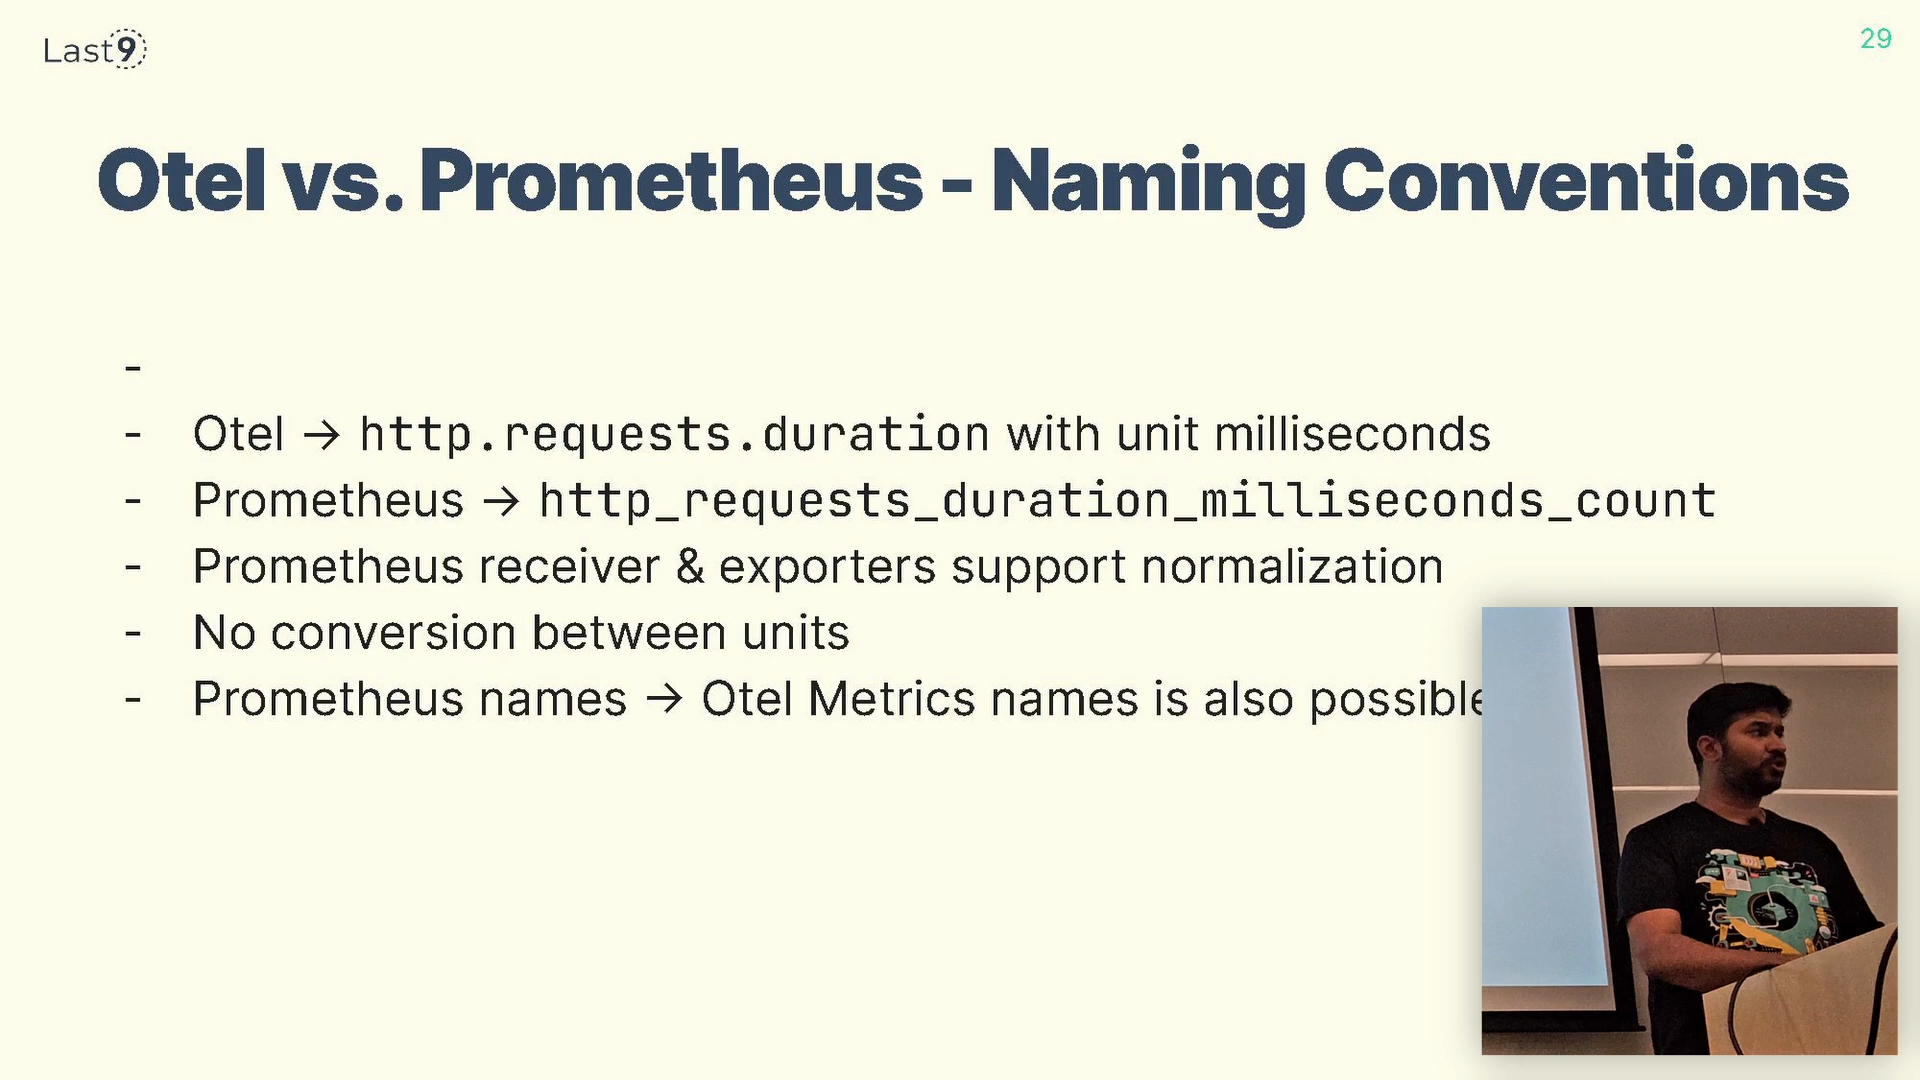 Last9
29
Otel vs. Prometheus - Naming Conventions
-
- Otel → http.requests.duration with unit milliseconds
- Prometheus → http_requests_duration_milliseconds_count
- Prometheus receiver & exporters support normalization
- No conversion between units
- Prometheus names → Otel Metrics names is also possible